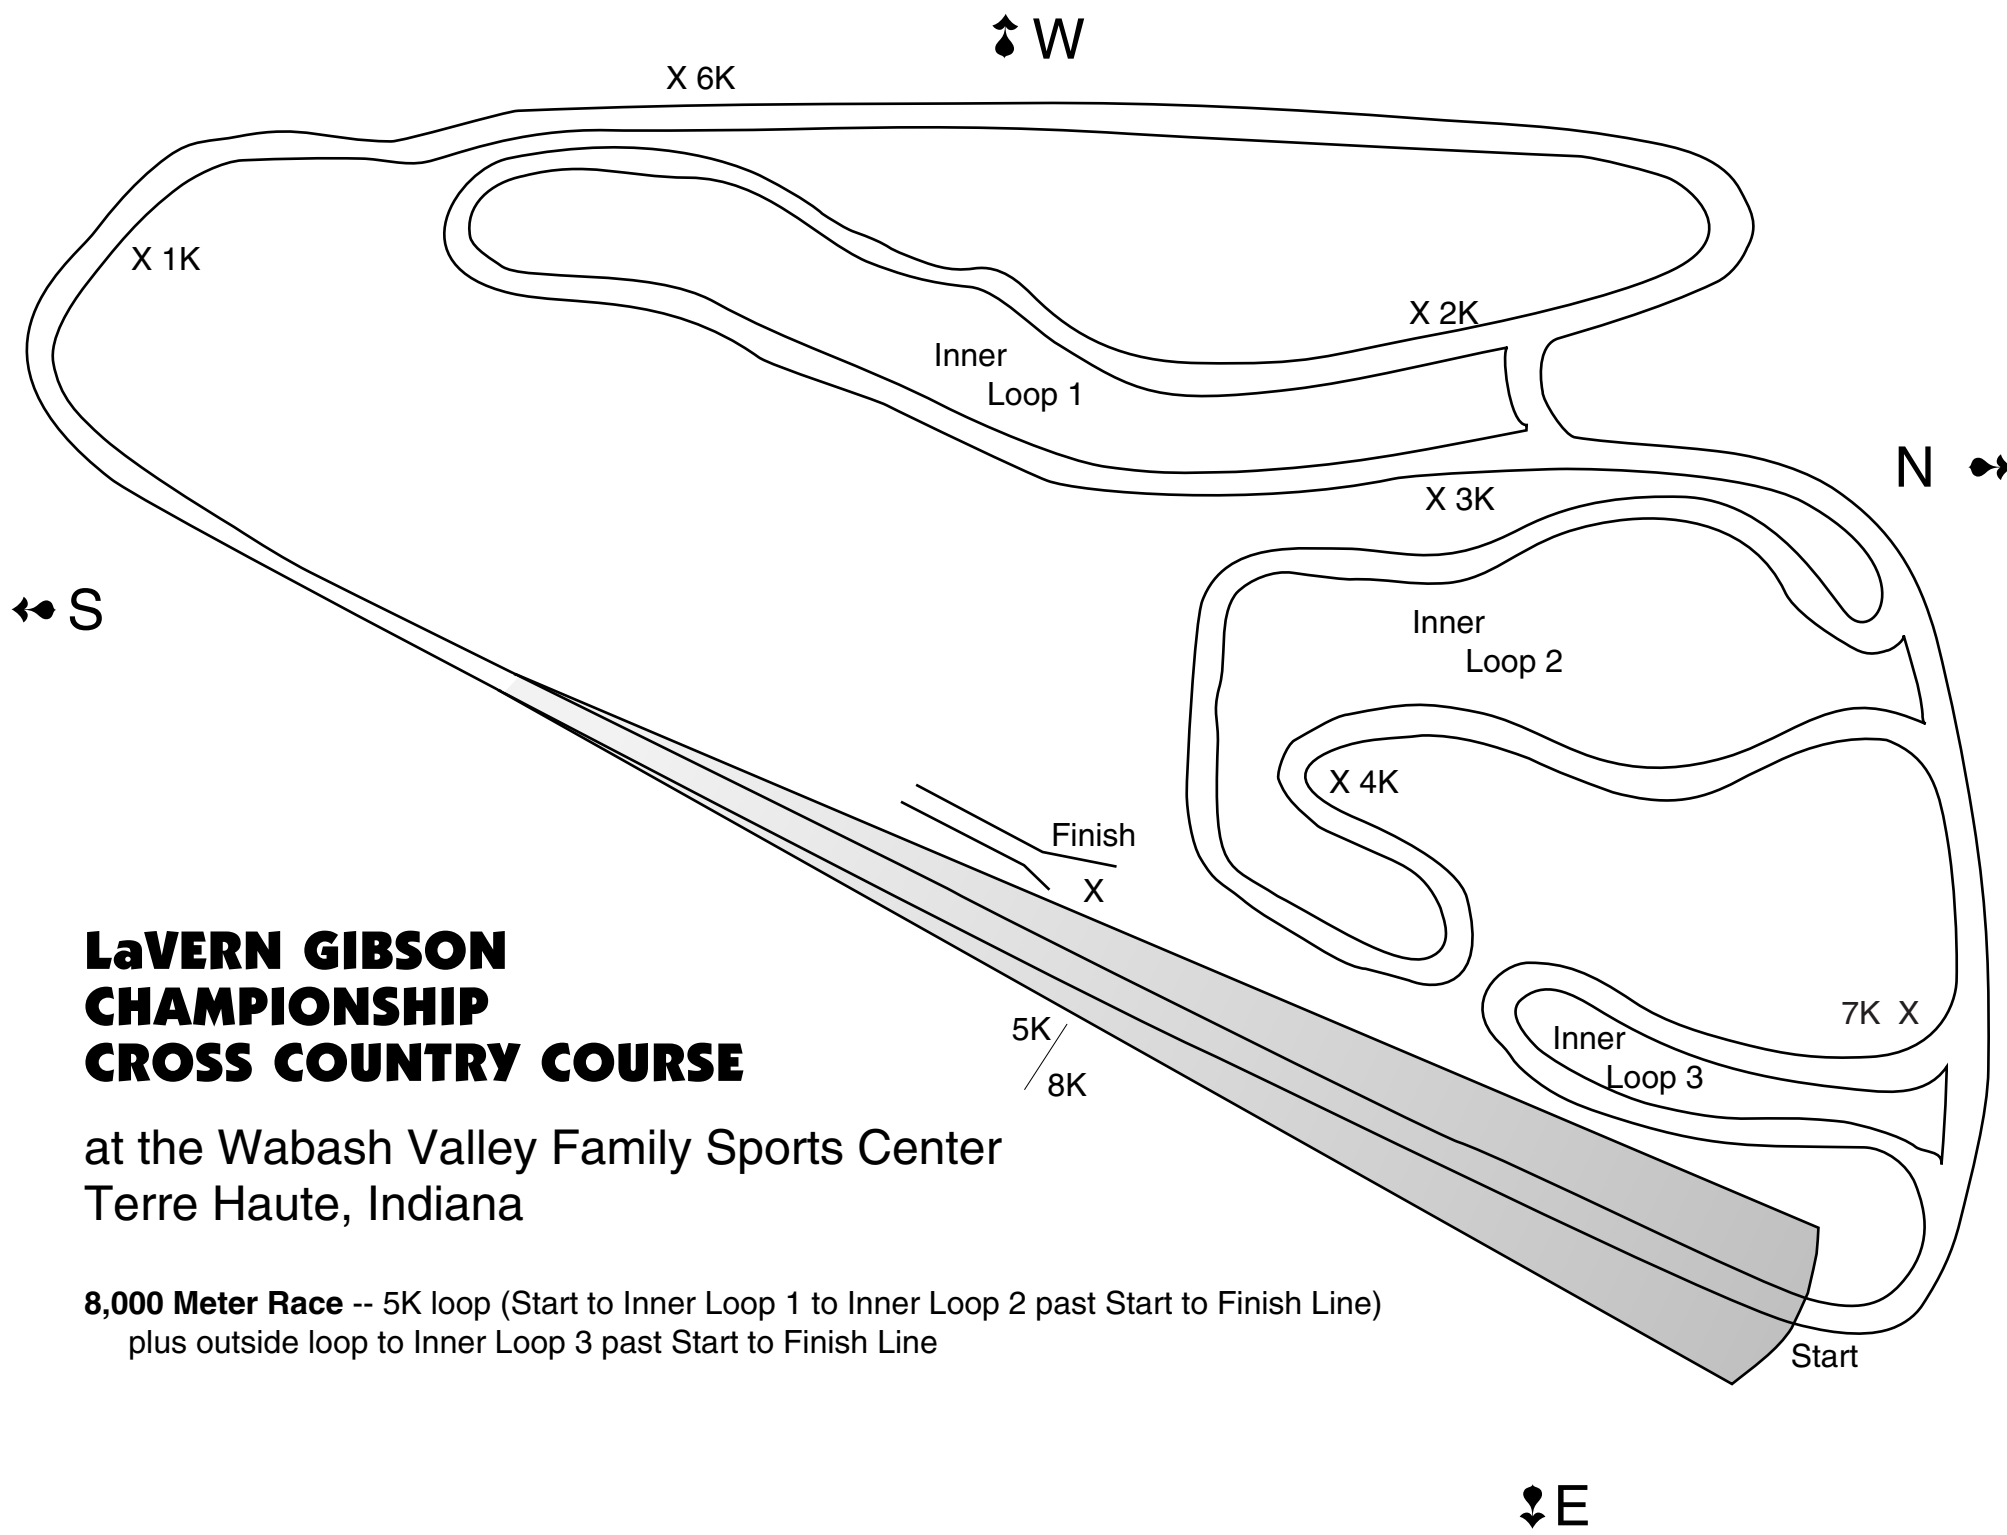 W
X 6K
X 1K
X 2K
Inner
Loop 1
N
X 3K
S
Inner
Loop 2
X 4K
Finish
X
LaVERN GIBSON
CHAMPIONSHIP
CROSS COUNTRY COURSE
5K
8K
7K X
Inner
Loop 3
at the Wabash Valley Family Sports Center
Terre Haute, Indiana
8,000 Meter Race -- 5K loop (Start to Inner Loop 1 to Inner Loop 2 past Start to Finish Line)
plus outside loop to Inner Loop 3 past Start to Finish Line
Start
E